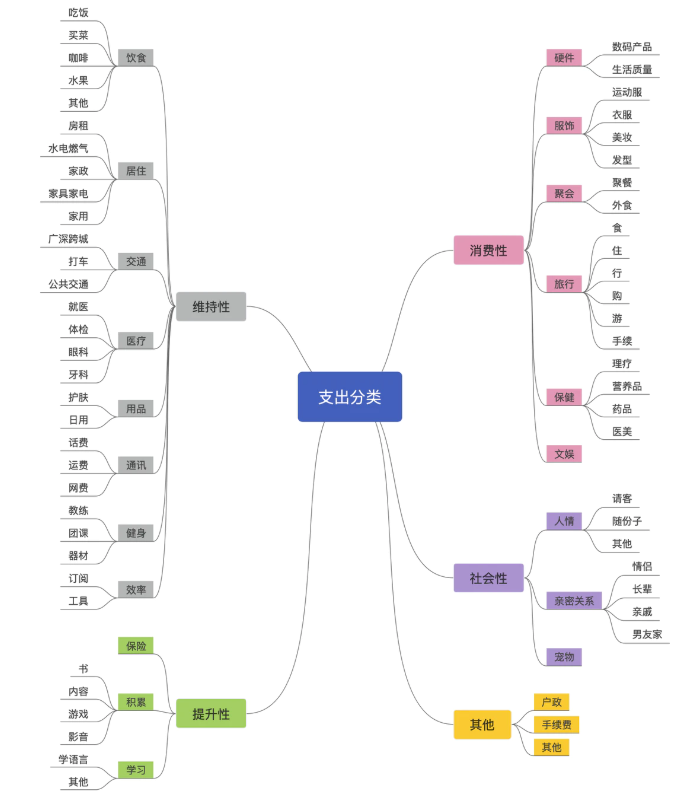 支出分类
维持性
饮食
吃饭
买菜
咖啡
水果
其他
居住
房租
水电燃气
家政
家具家电
家用
交通
广深跨城
打车
公共交通
医疗
就医
体检
眼科
牙科
用品
护肤
日用
通讯
话费
运费
网费
健身
教练
团课
器材
效率
订阅
工具
提升性
保险
积累
书
内容
游戏
影音
学习
学语言
其他
消费性
硬件
数码产品
生活质量
服饰
运动服
衣服
美妆
发型
聚会
聚餐
外食
旅行
食
住
行
购
游
手续
保健
理疗
营养品
药品
医美
文娱
社会性
人情
请客
随份子
其他
亲密关系
情侣
长辈
亲戚
男友家
宠物
其他
户政
手续费
其他